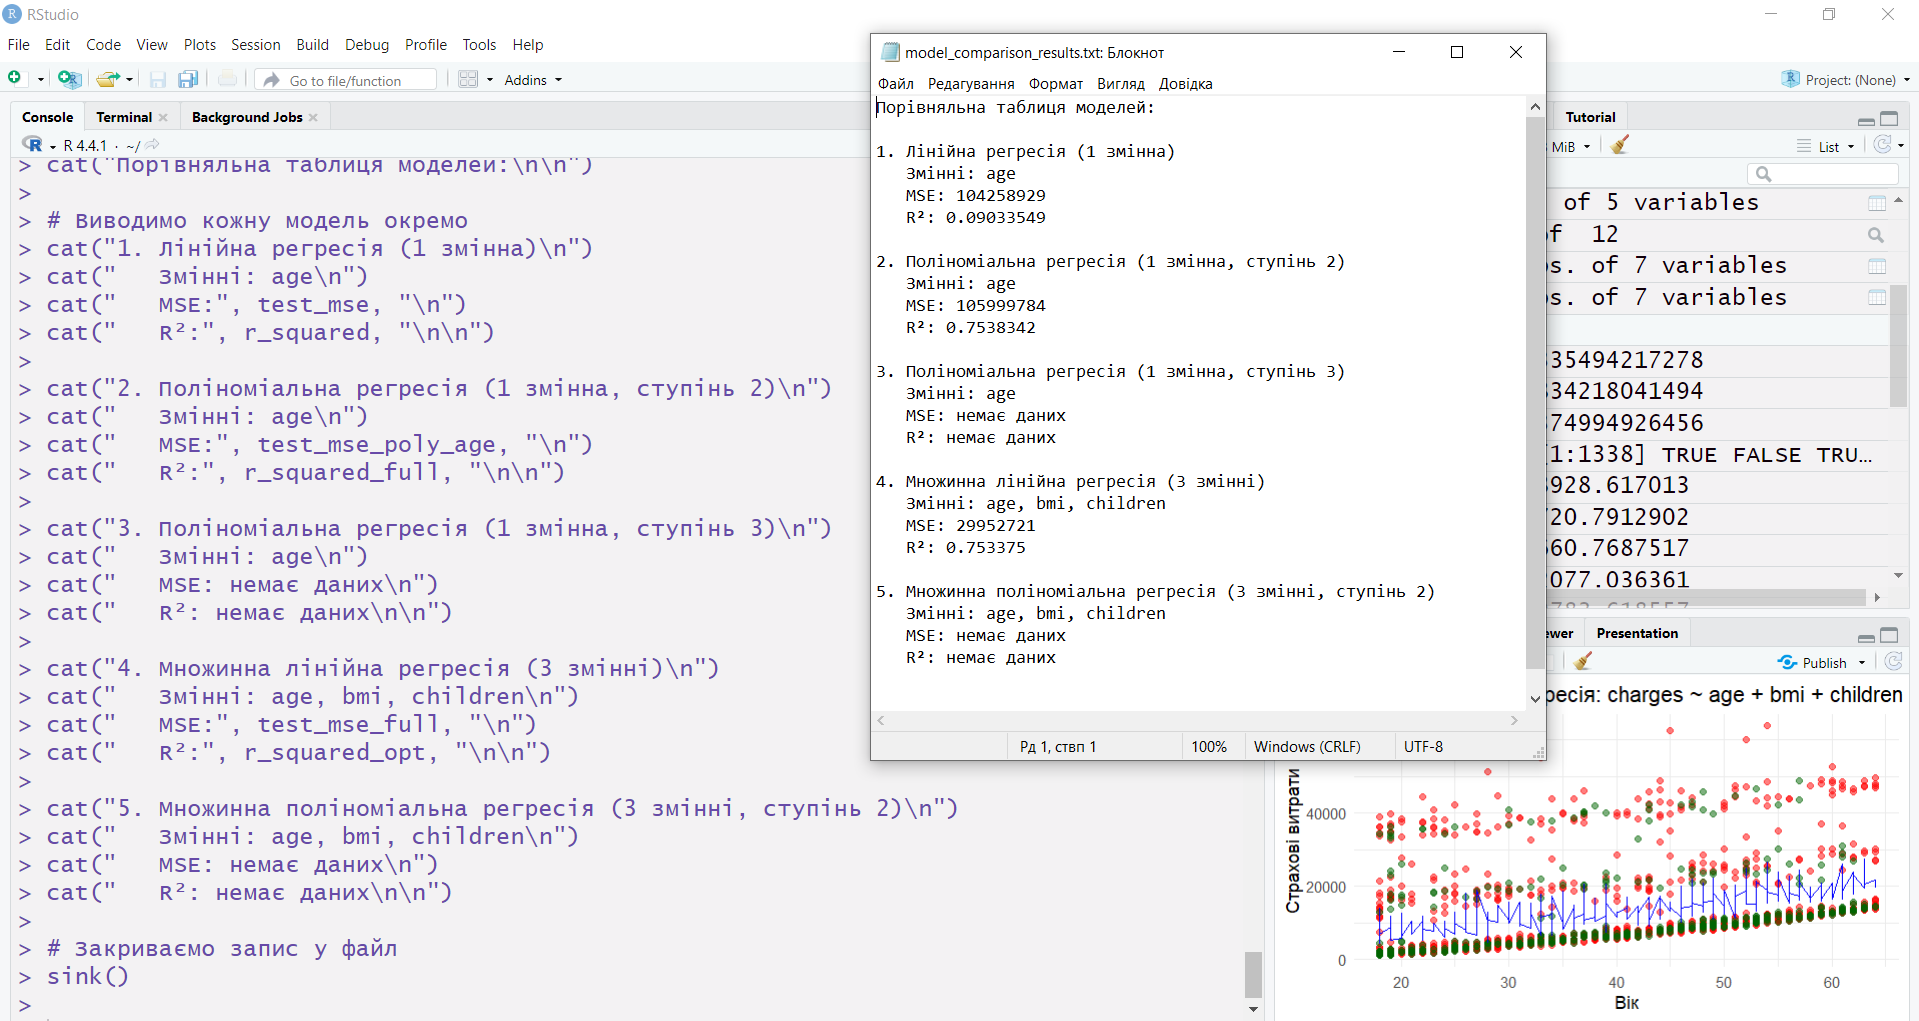 RStudio
File Edit Code View Plots Session Build Debug Profile Tools Help
Go to file/function Addins Project: (None)
Console Terminal Background Jobs
R 4.4.1 · ~/
> cat("Порівняльна таблиця моделей:\n\n")
>
> # Виводимо кожну модель окремо
> cat("1. Лінійна регресія (1 змінна)\n")
> cat("   Змінні: age\n")
> cat("   MSE:", test_mse, "\n")
> cat("   R²:", r_squared, "\n\n")
>
> cat("2. Поліноміальна регресія (1 змінна, ступінь 2)\n")
> cat("   Змінні: age\n")
> cat("   MSE:", test_mse_poly_age, "\n")
> cat("   R²:", r_squared_full, "\n\n")
>
> cat("3. Поліноміальна регресія (1 змінна, ступінь 3)\n")
> cat("   Змінні: age\n")
> cat("   MSE: немає даних\n")
> cat("   R²: немає даних\n\n")
>
> cat("4. Множинна лінійна регресія (3 змінні)\n")
> cat("   Змінні: age, bmi, children\n")
> cat("   MSE:", test_mse_full, "\n")
> cat("   R²:", r_squared_opt, "\n\n")
>
> cat("5. Множинна поліноміальна регресія (3 змінні, ступінь 2)\n")
> cat("   Змінні: age, bmi, children\n")
> cat("   MSE: немає даних\n")
> cat("   R²: немає даних\n\n")
>
> # Закриваємо запис у файл
> sink()
>
model_comparison_results.txt: Блокнот
Файл Редагування Формат Вигляд Довідка
Порівняльна таблиця моделей:
1. Лінійна регресія (1 змінна)
Змінні: age
MSE: 104258929
R²: 0.09033549
2. Поліноміальна регресія (1 змінна, ступінь 2)
Змінні: age
MSE: 105999784
R²: 0.7538342
3. Поліноміальна регресія (1 змінна, ступінь 3)
Змінні: age
MSE: немає даних
R²: немає даних
4. Множинна лінійна регресія (3 змінні)
Змінні: age, bmi, children
MSE: 29952721
R²: 0.753375
5. Множинна поліноміальна регресія (3 змінні, ступінь 2)
Змінні: age, bmi, children
MSE: немає даних
R²: немає даних
Рд 1, ствп 1 100% Windows (CRLF) UTF-8
Tutorial
MiB List
of 5 variables
of 12
s. of 7 variables
s. of 7 variables
35494217278
34218041494
74994926456
1:1338] TRUE FALSE TRU…
928.617013
20.7912902
60.7687517
077.036361
ewer Presentation
Publish
ресія: charges ~ age + bmi + children
Страхові витрати
40000
20000
0
20 30 40 50 60
Вік